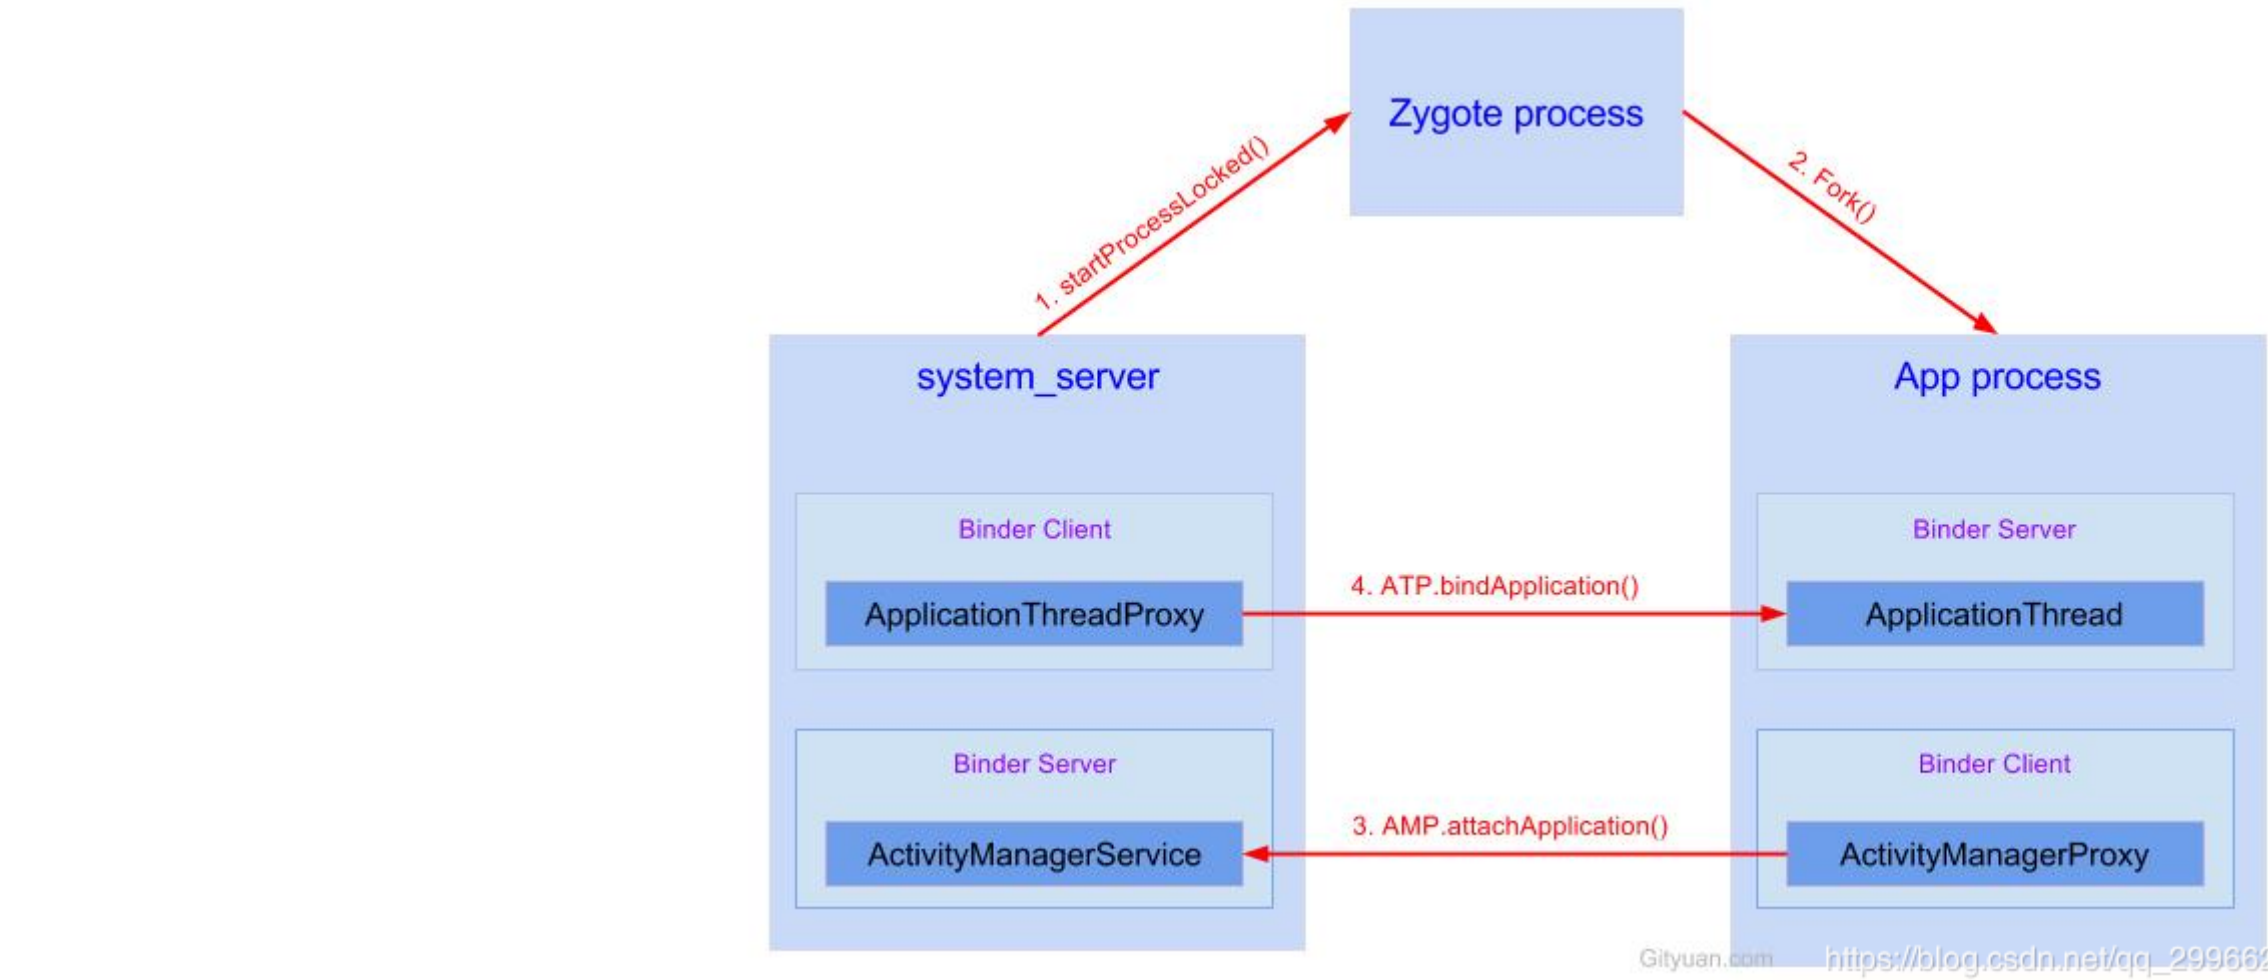 Zygote process
1. startProcessLocked()
2. Fork()
system_server
App process
Binder Client
Binder Server
ApplicationThreadProxy
4. ATP.bindApplication()
ApplicationThread
Binder Server
Binder Client
ActivityManagerService
3. AMP.attachApplication()
ActivityManagerProxy
Gityuan.com
https://blog.csdn.net/qq_29966